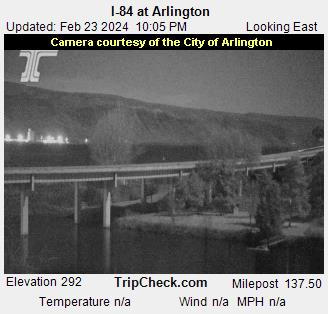 I-84 at Arlington
Updated: Feb 23 2024 10:05 PM Looking East
Camera courtesy of the City of Arlington
Elevation 292 TripCheck.com Milepost 137.50
Temperature n/a Wind n/a MPH n/a